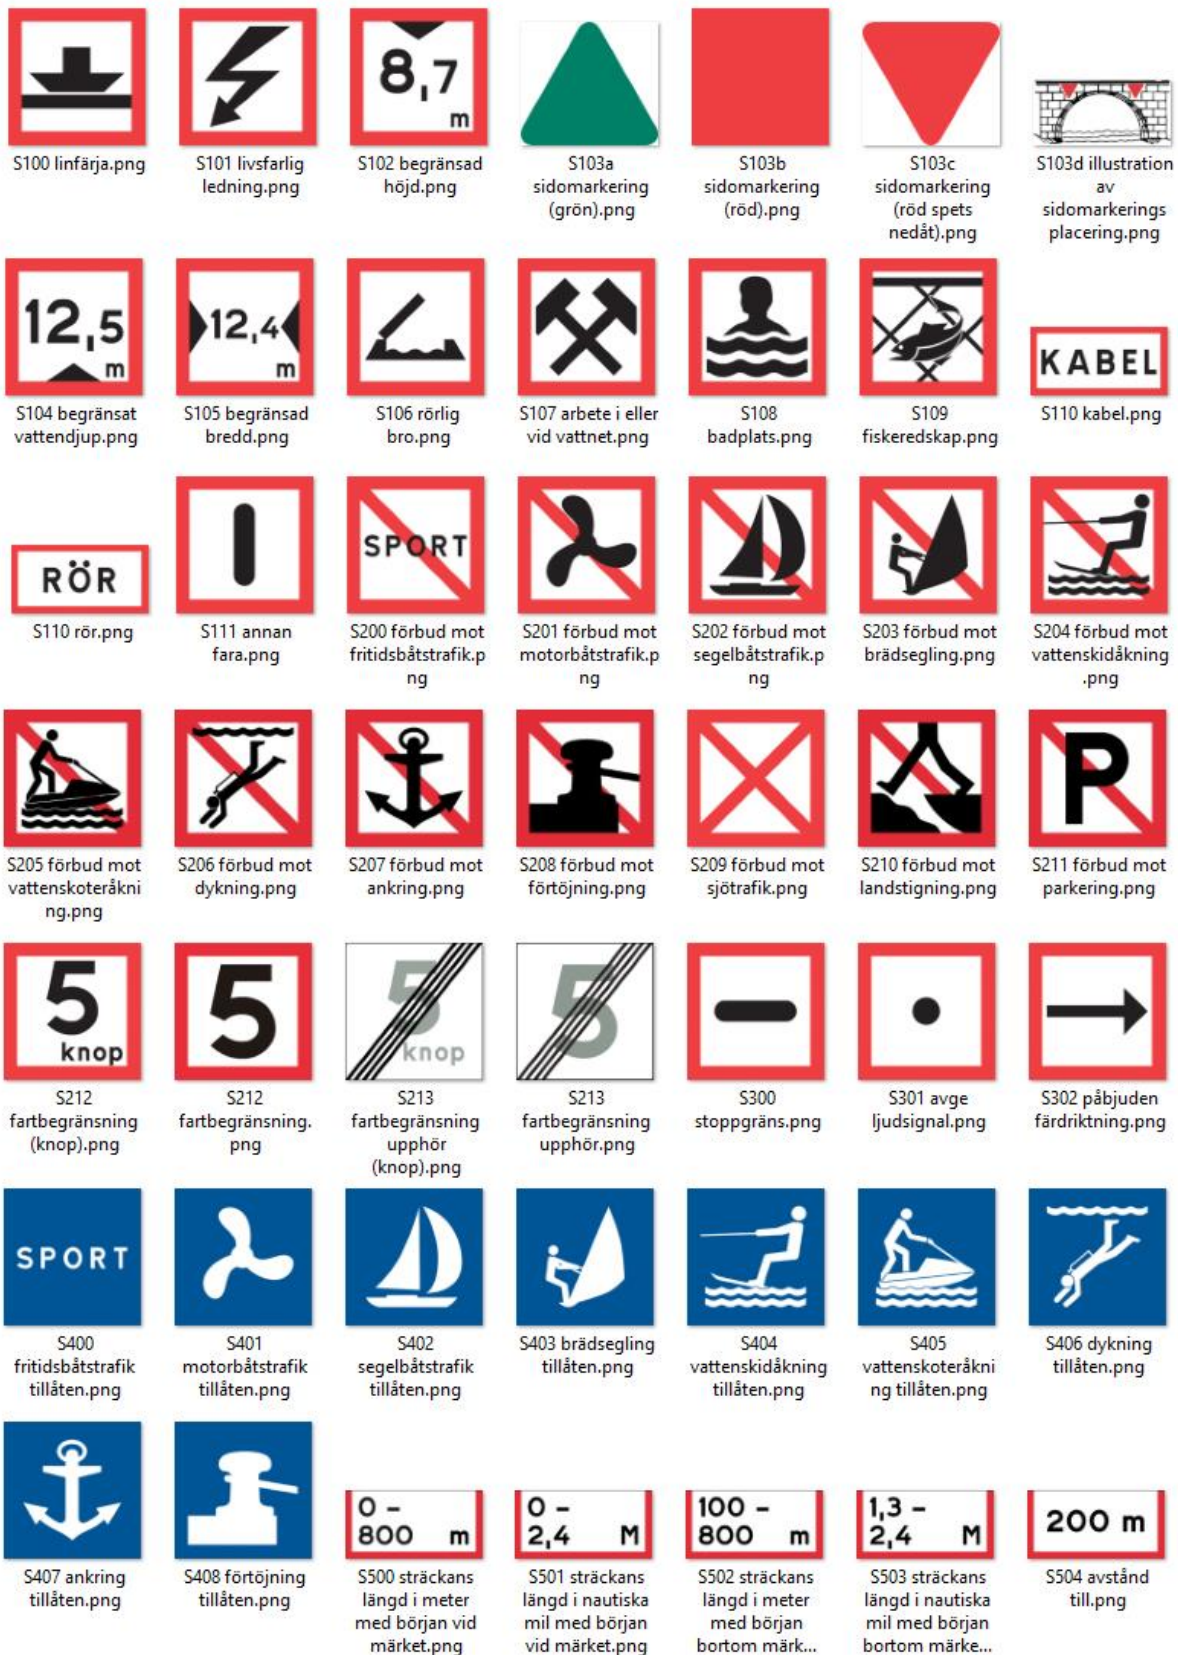 8,7
m
S100 linfärja.png
S101 livsfarlig
ledning.png
S102 begränsad
höjd.png
S103a
sidomarkering
(grön).png
S103b
sidomarkering
(röd).png
S103c
sidomarkering
(röd spets
nedåt).png
S103d illustration
av
sidomarkerings
placering.png
12,5
m
12,4
m
KABEL
S104 begränsat
vattendjup.png
S105 begränsad
bredd.png
S106 rörlig
bro.png
S107 arbete i eller
vid vattnet.png
S108
badplats.png
S109
fiskeredskap.png
S110 kabel.png
RÖR
SPORT
S110 rör.png
S111 annan
fara.png
S200 förbud mot
fritidsbåtstrafik.p
ng
S201 förbud mot
motorbåtstrafik.p
ng
S202 förbud mot
segelbåtstrafik.p
ng
S203 förbud mot
brädsegling.png
S204 förbud mot
vattenskidåkning
.png
P
S205 förbud mot
vattenskoteråkni
ng.png
S206 förbud mot
dykning.png
S207 förbud mot
ankring.png
S208 förbud mot
förtöjning.png
S209 förbud mot
sjötrafik.png
S210 förbud mot
landstigning.png
S211 förbud mot
parkering.png
5
knop
5
5
knop
5
S212
fartbegränsning
(knop).png
S212
fartbegränsning.
png
S213
fartbegränsning
upphör
(knop).png
S213
fartbegränsning
upphör.png
S300
stoppgräns.png
S301 avge
ljudsignal.png
S302 påbjuden
färdriktning.png
SPORT
S400
fritidsbåtstrafik
tillåten.png
S401
motorbåtstrafik
tillåten.png
S402
segelbåtstrafik
tillåten.png
S403 brädsegling
tillåten.png
S404
vattenskidåkning
tillåten.png
S405
vattenskoteråkni
ng tillåten.png
S406 dykning
tillåten.png
0 –
800 m
0 –
2,4 M
100 –
800 m
1,3 –
2,4 M
200 m
S407 ankring
tillåten.png
S408 förtöjning
tillåten.png
S500 sträckans
längd i meter
med början vid
märket.png
S501 sträckans
längd i nautiska
mil med början
vid märket.png
S502 sträckans
längd i meter
med början
bortom märk...
S503 sträckans
längd i nautiska
mil med början
bortom märke...
S504 avstånd
till.png